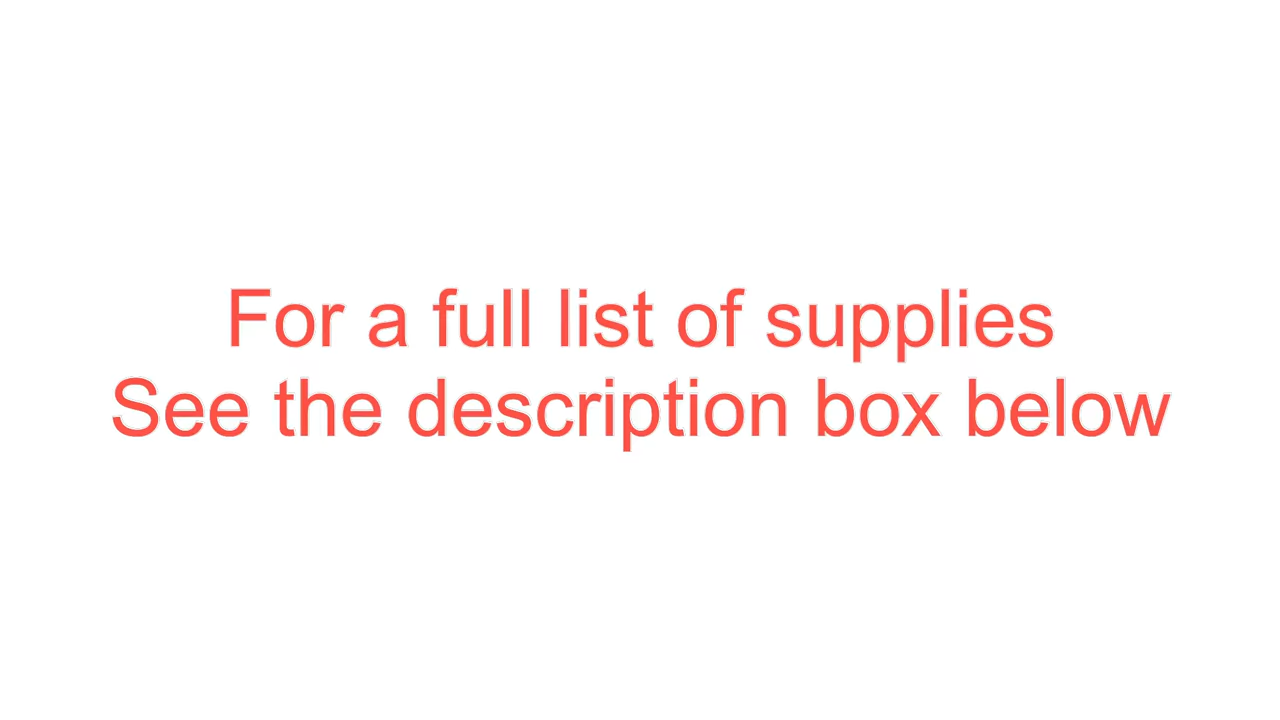 For a full list of supplies
See the description box below